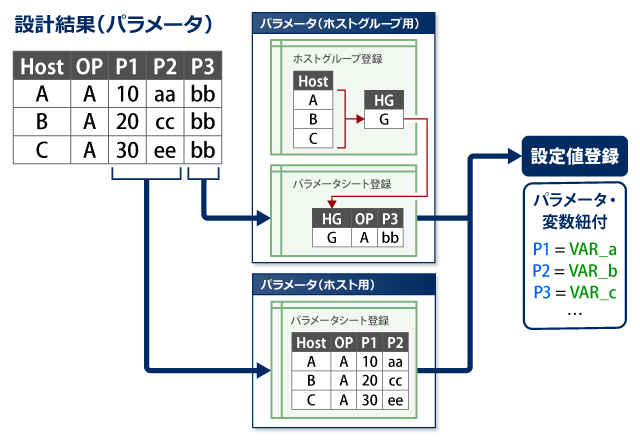 設計結果(パラメータ)
Host OP P1 P2 P3
A A 10 aa bb
B A 20 cc bb
C A 30 ee bb
パラメータ(ホストグループ用)
ホストグループ登録
Host
A
B
C
HG
G
パラメータシート登録
HG OP P3
G A bb
パラメータ(ホスト用)
パラメータシート登録
Host OP P1 P2
A A 10 aa
B A 20 cc
C A 30 ee
設定値登録
パラメータ・
変数紐付
P1 = VAR_a
P2 = VAR_b
P3 = VAR_c
…